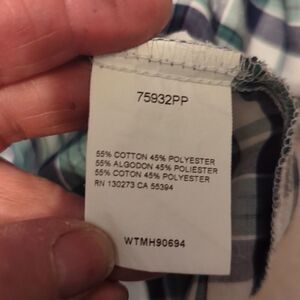 75932PP
55% COTTON 45% POLYESTER
55% ALGODON 45% POLIESTER
55% COTON 45% POLYESTER
RN 130273 CA 55394
WTMH90694